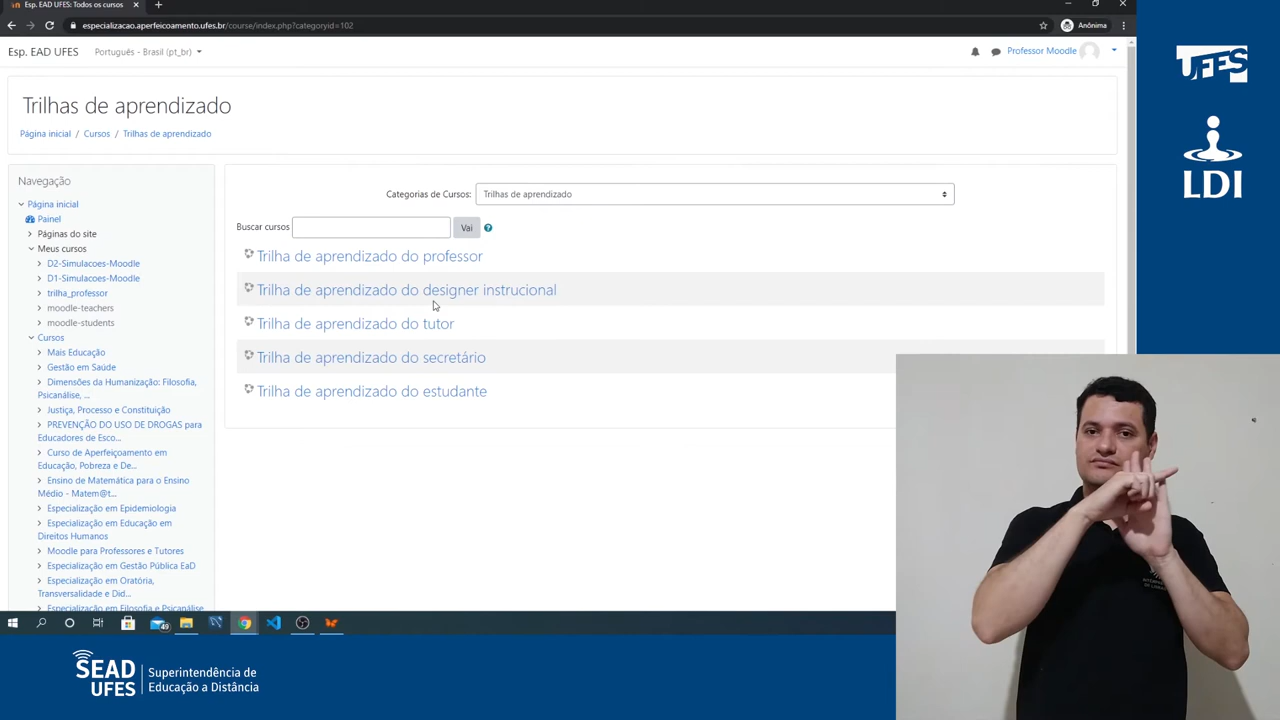 Esp. EAD UFES: Todos os cursos
especializacao.aperfeicoamento.ufes.br/course/index.php?categoryid=102
Anônima
Esp. EAD UFES
Português - Brasil (pt_br)
Professor Moodle
Trilhas de aprendizado
Página inicial / Cursos / Trilhas de aprendizado
Navegação
Página inicial
Painel
Páginas do site
Meus cursos
D2-Simulacoes-Moodle
D1-Simulacoes-Moodle
trilha_professor
moodle-teachers
moodle-students
Cursos
Mais Educação
Gestão em Saúde
Dimensões da Humanização: Filosofia,
Psicanálise, ...
Justiça, Processo e Constituição
PREVENÇÃO DO USO DE DROGAS para
Educadores de Esco...
Curso de Aperfeiçoamento em
Educação, Pobreza e De...
Ensino de Matemática para o Ensino
Médio - Matem@t...
Especialização em Epidemiologia
Especialização em Educação em
Direitos Humanos
Moodle para Professores e Tutores
Especialização em Gestão Pública EaD
Especialização em Oratória,
Transversalidade e Did...
Especialização em Filosofia e Psicanálise
Categorias de Cursos: Trilhas de aprendizado
Buscar cursos Vai
Trilha de aprendizado do professor
Trilha de aprendizado do designer instrucional
Trilha de aprendizado do tutor
Trilha de aprendizado do secretário
Trilha de aprendizado do estudante
49
UFES
LDI
SEAD
UFES
Superintendência de
Educação a Distância